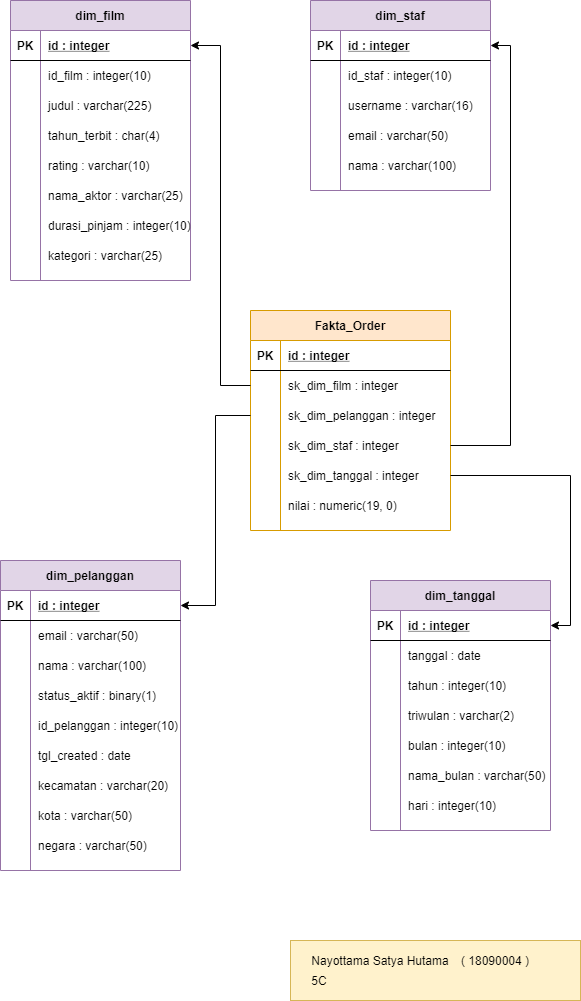 dim_film
PK id : integer
id_film : integer(10)
judul : varchar(225)
tahun_terbit : char(4)
rating : varchar(10)
nama_aktor : varchar(25)
durasi_pinjam : integer(10)
kategori : varchar(25)
dim_staf
PK id : integer
id_staf : integer(10)
username : varchar(16)
email : varchar(50)
nama : varchar(100)
Fakta_Order
PK id : integer
sk_dim_film : integer
sk_dim_pelanggan : integer
sk_dim_staf : integer
sk_dim_tanggal : integer
nilai : numeric(19, 0)
dim_pelanggan
PK id : integer
email : varchar(50)
nama : varchar(100)
status_aktif : binary(1)
id_pelanggan : integer(10)
tgl_created : date
kecamatan : varchar(20)
kota : varchar(50)
negara : varchar(50)
dim_tanggal
PK id : integer
tanggal : date
tahun : integer(10)
triwulan : varchar(2)
bulan : integer(10)
nama_bulan : varchar(50)
hari : integer(10)
Nayottama Satya Hutama ( 18090004 )
5C